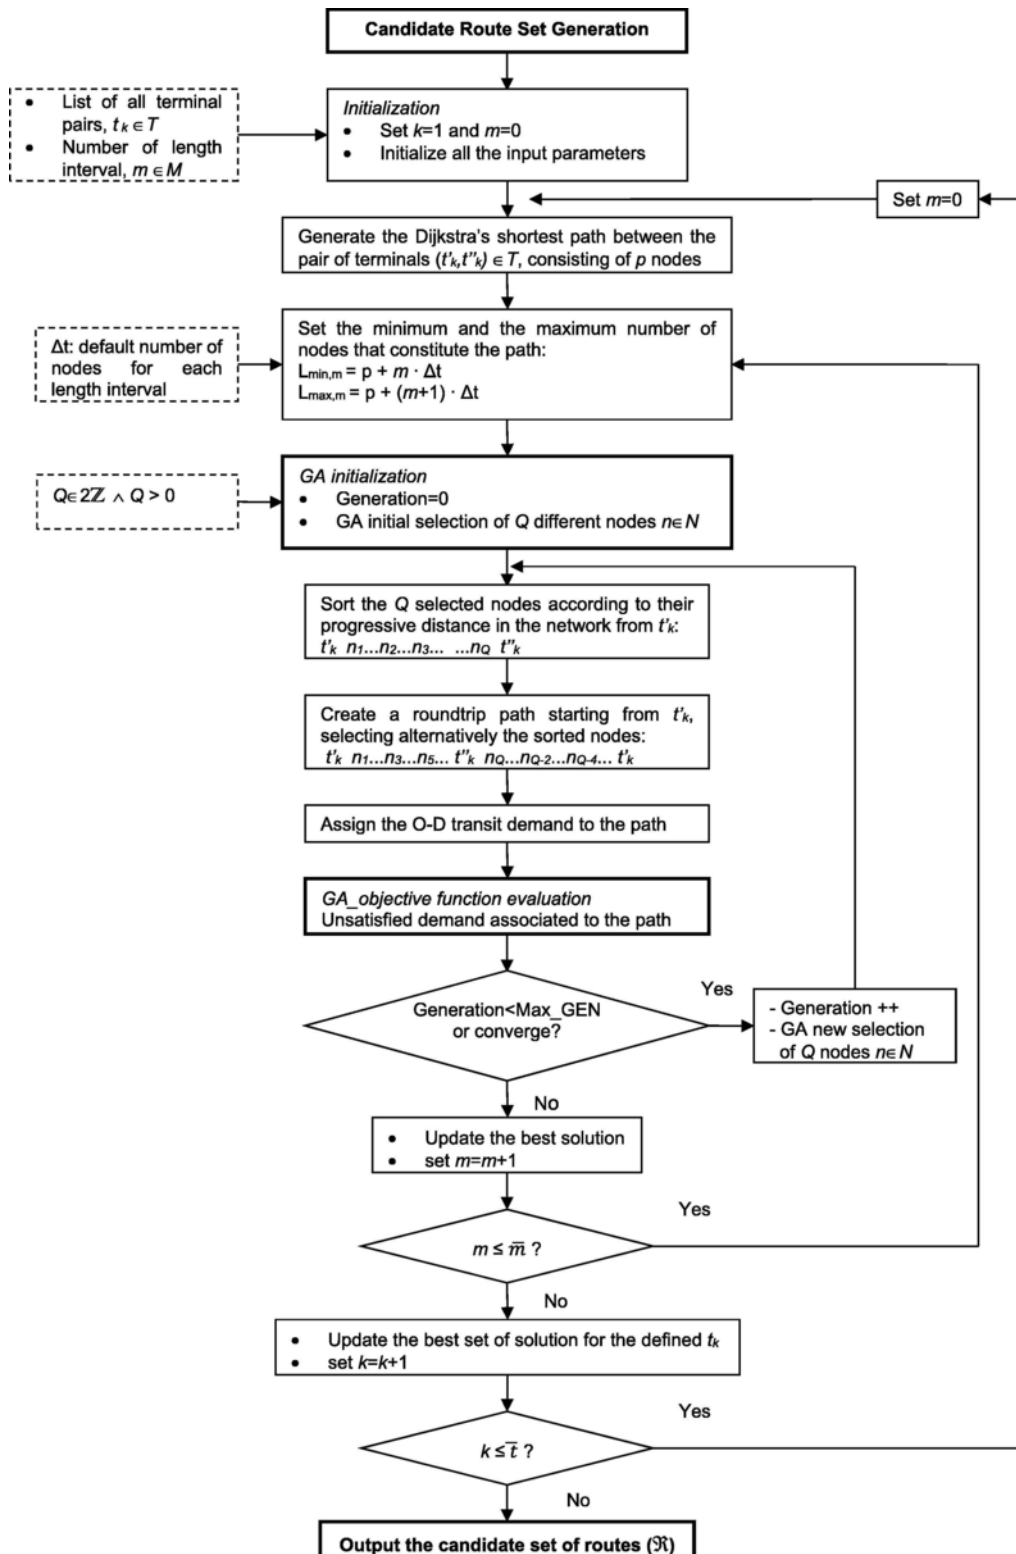 Candidate Route Set Generation
• List of all terminal
pairs, t k ∈ T
• Number of length
interval, m ∈ M
Initialization
• Set k=1 and m=0
• Initialize all the input parameters
Set m=0
Generate the Dijkstra's shortest path between the
pair of terminals (t'k,t''k) ∈ T, consisting of p nodes
Δt: default number of
nodes for each
length interval
Set the minimum and the maximum number of
nodes that constitute the path:
Lmin,m = p + m · Δt
Lmax,m = p + (m+1) · Δt
Q∈ 2ℤ ∧ Q > 0
GA initialization
• Generation=0
• GA initial selection of Q different nodes n∈N
Sort the Q selected nodes according to their
progressive distance in the network from t'k:
t'k n1...n2...n3... ...nQ t''k
Create a roundtrip path starting from t'k,
selecting alternatively the sorted nodes:
t'k n1...n3...n5... t''k nQ...nQ-2...nQ-4... t'k
Assign the O-D transit demand to the path
GA_objective function evaluation
Unsatisfied demand associated to the path
Generation<Max_GEN
or converge?
Yes
- Generation ++
- GA new selection
of Q nodes n∈N
No
• Update the best solution
• set m=m+1
Yes
m ≤ m̅ ?
No
• Update the best set of solution for the defined tk
• set k=k+1
Yes
k ≤ t̅ ?
No
Output the candidate set of routes (ℜ)